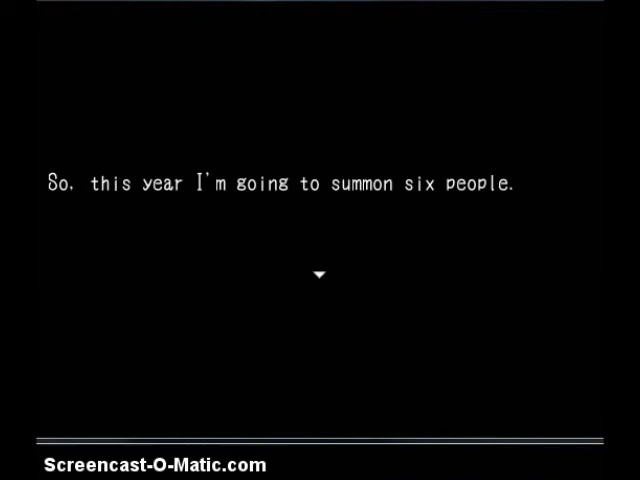 So, this year I'm going to summon six people.
Screencast-O-Matic.com